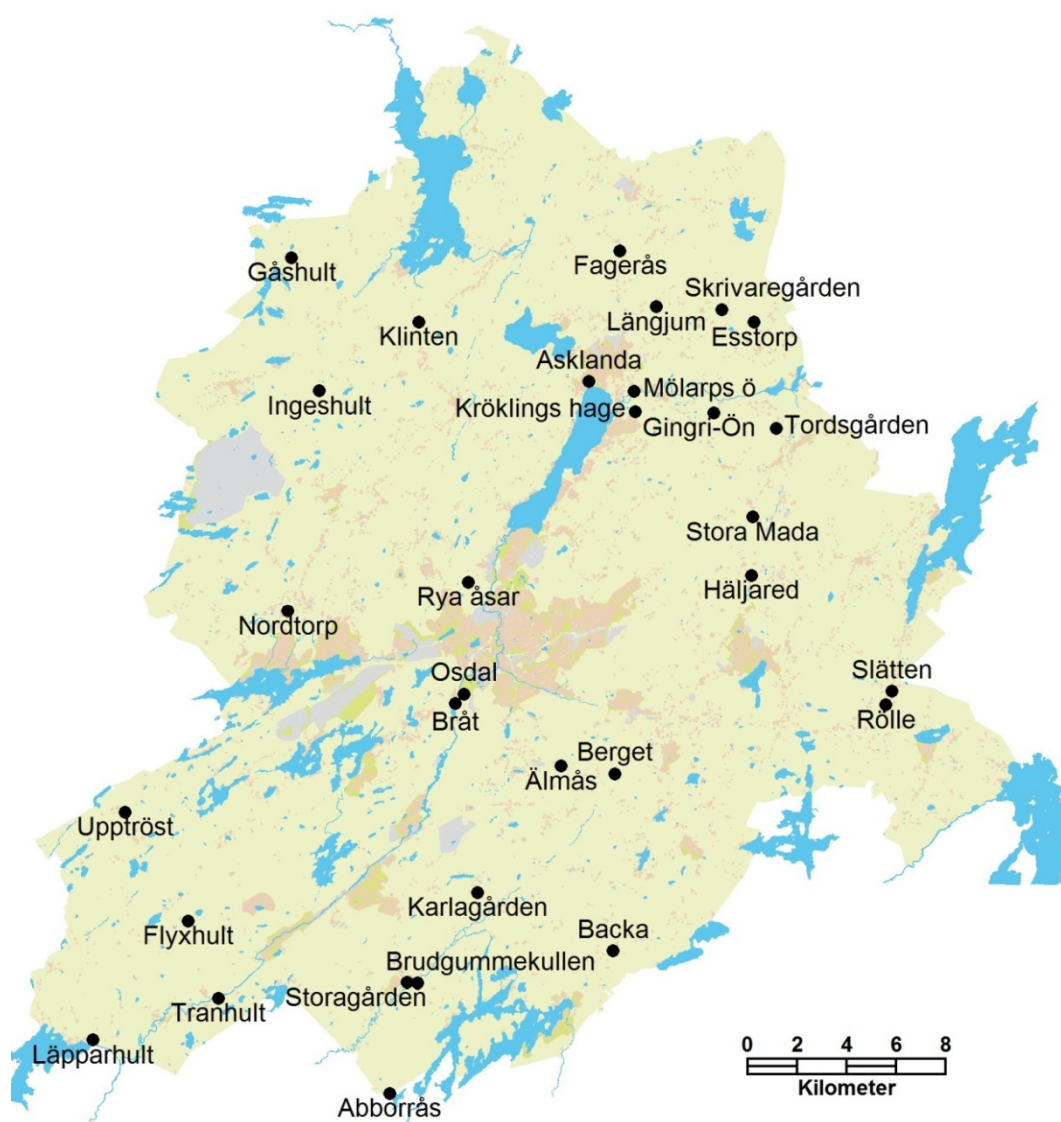 Fagerås
Gåshult
Skrivaregården
Längjum
Esstorp
Klinten
Asklanda
Mölarps ö
Ingeshult
Kröklings hage
Gingri-Ön
Tordsgården
Stora Mada
Häljared
Rya åsar
Nordtorp
Osdal
Slätten
Bråt
Rölle
Berget
Älmås
Upptröst
Karlagården
Backa
Flyxhult
Brudgummekullen
Storagården
Tranhult
Läpparhult
Abborrås
0 2 4 6 8
Kilometer